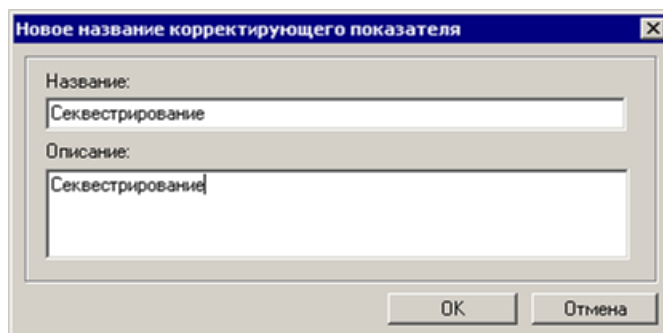 Новое название корректирующего показателя
Название:
Секвестрирование
Описание:
Секвестрирование
OK Отмена